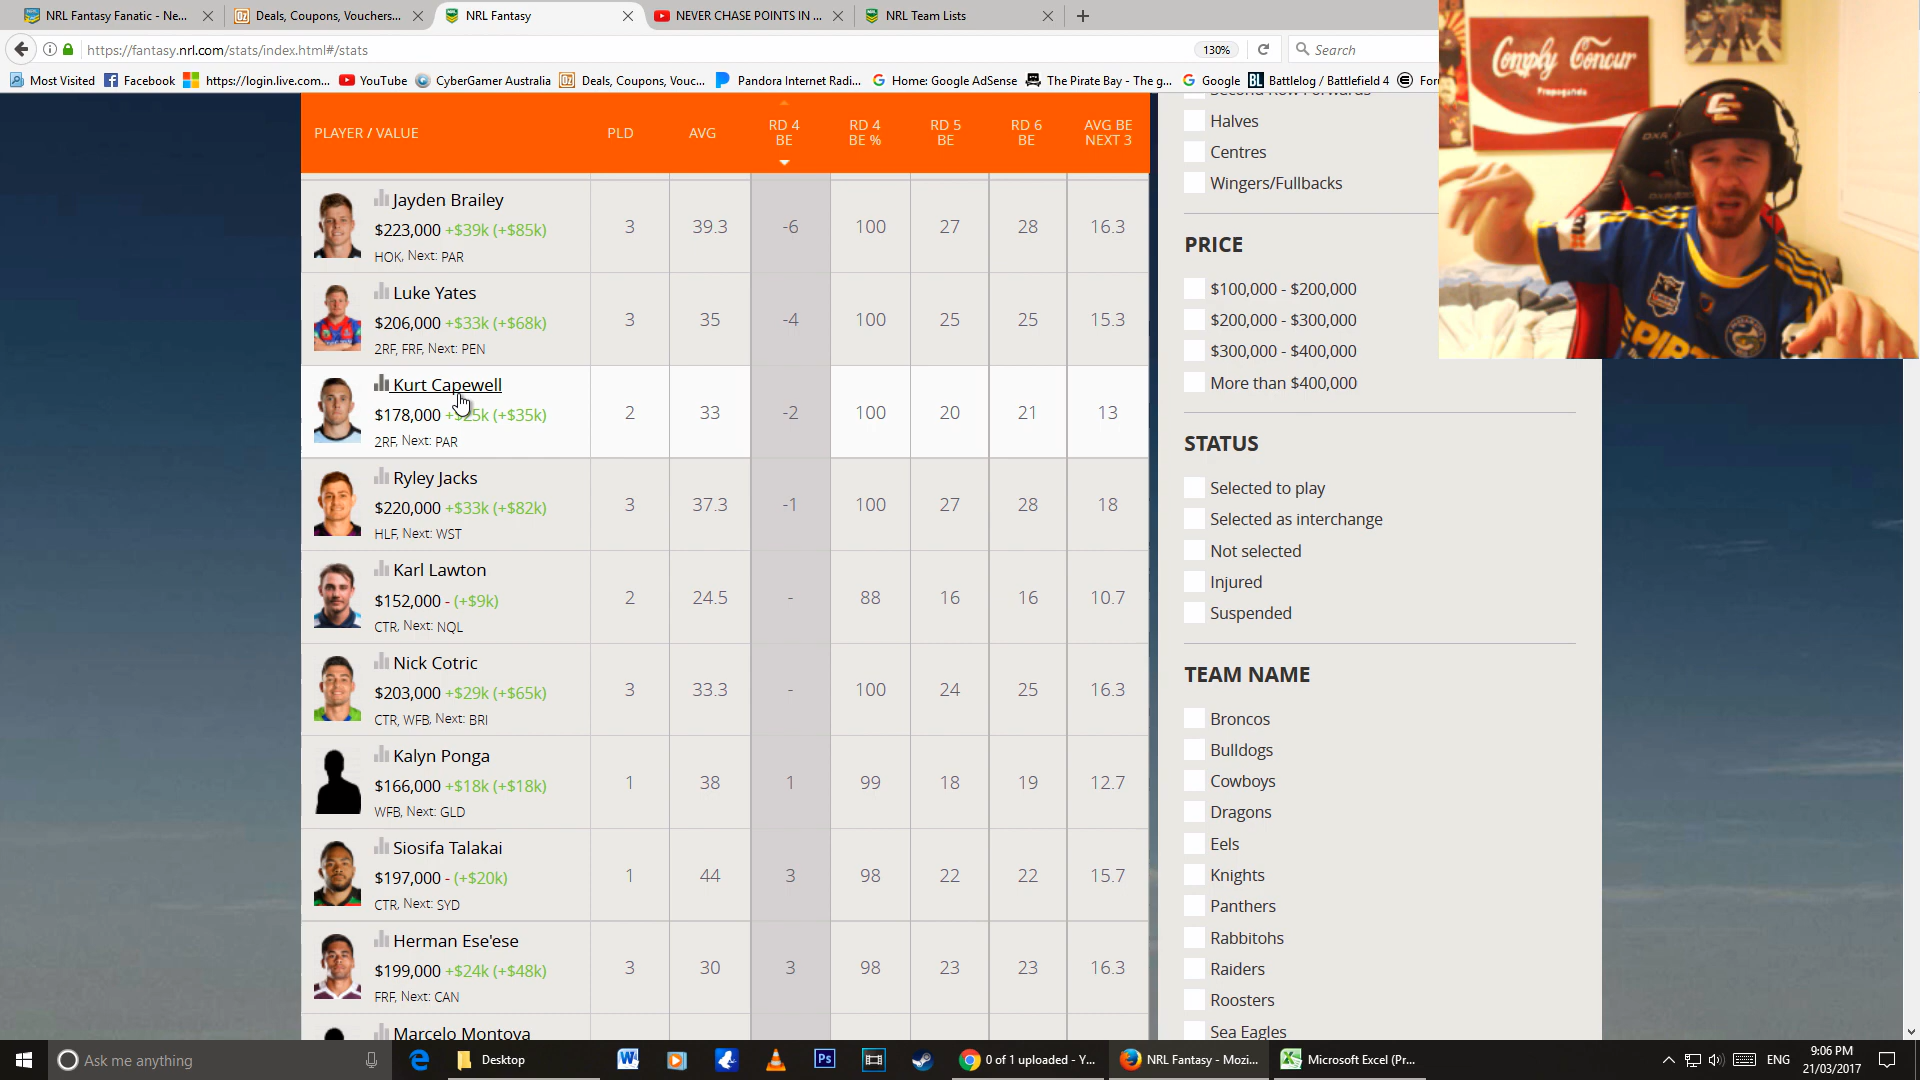 NRL Fantasy Fanatic - Ne...
Deals, Coupons, Vouchers...
NRL Fantasy
NEVER CHASE POINTS IN ...
NRL Team Lists
https://fantasy.nrl.com/stats/index.html#/stats
130%
Search
Most Visited
Facebook
https://login.live.com...
YouTube
CyberGamer Australia
Deals, Coupons, Vouc...
Pandora Internet Radi...
Home: Google AdSense
The Pirate Bay - The g...
Google
Battlelog / Battlefield 4
For
Comply Concur
Propaganda
PLAYER / VALUE PLD AVG RD 4 BE RD 4 BE % RD 5 BE RD 6 BE AVG BE NEXT 3
Jayden Brailey
$223,000 +$39k (+$85k) 3 39.3 -6 100 27 28 16.3
HOK, Next: PAR
Luke Yates
$206,000 +$33k (+$68k) 3 35 -4 100 25 25 15.3
2RF, FRF, Next: PEN
Kurt Capewell
$178,000 +$25k (+$35k) 2 33 -2 100 20 21 13
2RF, Next: PAR
Ryley Jacks
$220,000 +$33k (+$82k) 3 37.3 -1 100 27 28 18
HLF, Next: WST
Karl Lawton
$152,000 - (+$9k) 2 24.5 - 88 16 16 10.7
CTR, Next: NQL
Nick Cotric
$203,000 +$29k (+$65k) 3 33.3 - 100 24 25 16.3
CTR, WFB, Next: BRI
Kalyn Ponga
$166,000 +$18k (+$18k) 1 38 1 99 18 19 12.7
WFB, Next: GLD
Siosifa Talakai
$197,000 - (+$20k) 1 44 3 98 22 22 15.7
CTR, Next: SYD
Herman Ese'ese
$199,000 +$24k (+$48k) 3 30 3 98 23 23 16.3
FRF, Next: CAN
Marcelo Montoya
Second Row Forwards
Halves
Centres
Wingers/Fullbacks
PRICE
$100,000 - $200,000
$200,000 - $300,000
$300,000 - $400,000
More than $400,000
STATUS
Selected to play
Selected as interchange
Not selected
Injured
Suspended
TEAM NAME
Broncos
Bulldogs
Cowboys
Dragons
Eels
Knights
Panthers
Rabbitohs
Raiders
Roosters
Sea Eagles
Ask me anything
Desktop
0 of 1 uploaded - Y...
NRL Fantasy - Mozi...
Microsoft Excel (Pr...
ENG
9:06 PM
21/03/2017